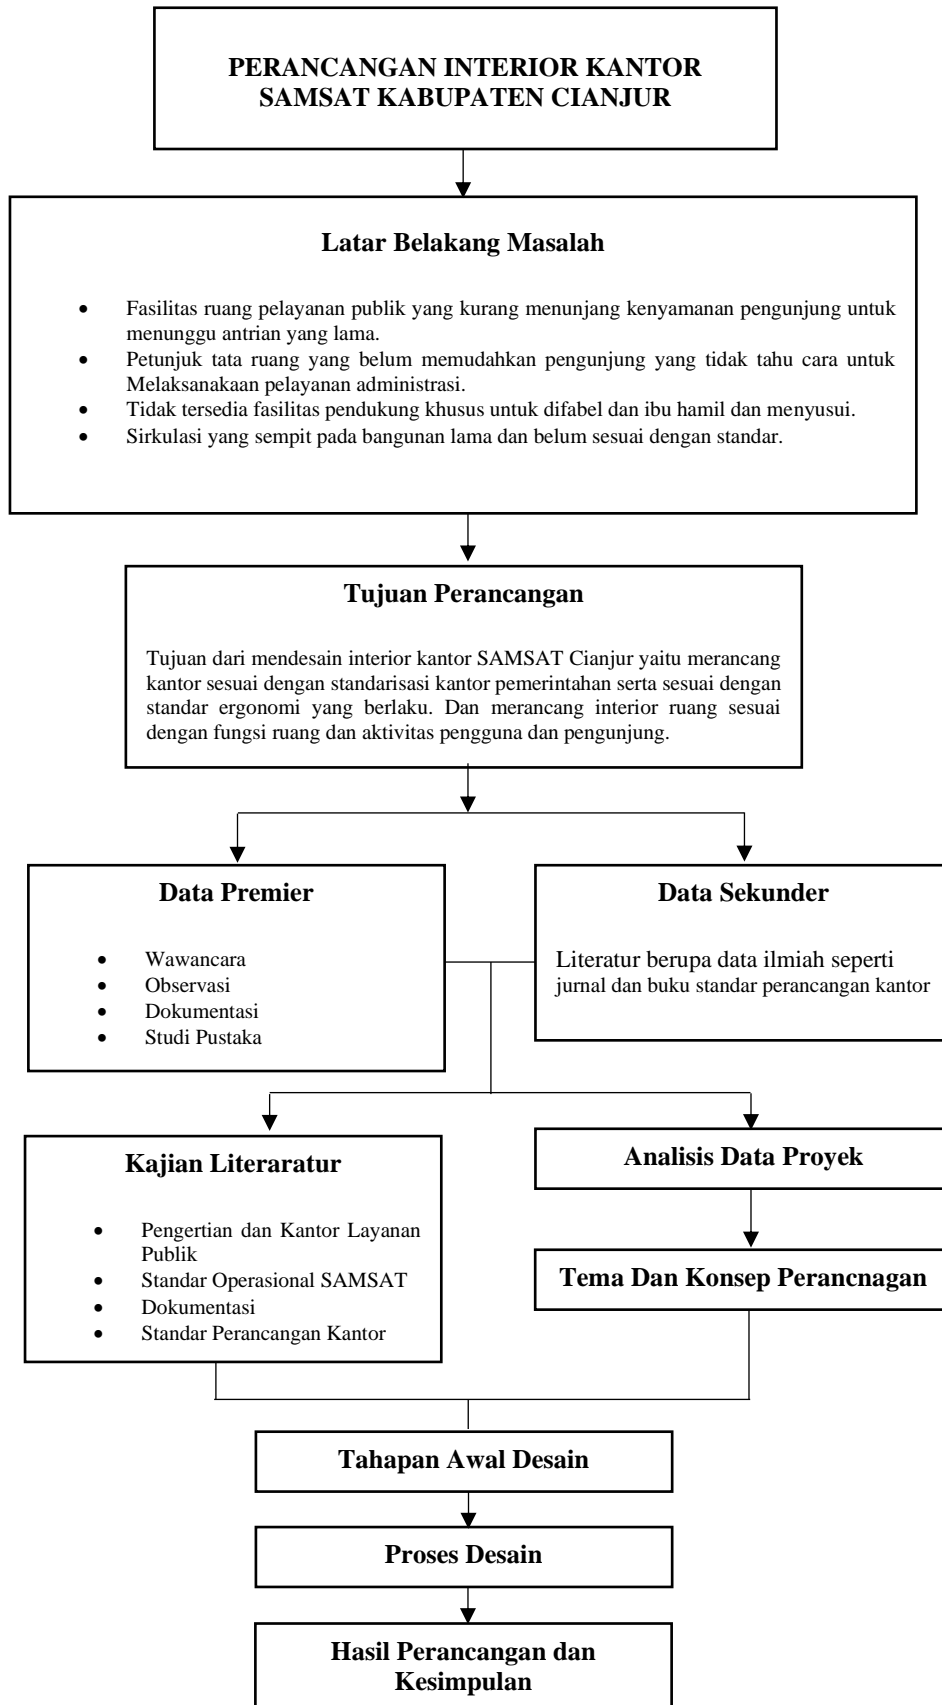 PERANCANGAN INTERIOR KANTOR
SAMSAT KABUPATEN CIANJUR
Latar Belakang Masalah
• Fasilitas ruang pelayanan publik yang kurang menunjang kenyamanan pengunjung untuk
menunggu antrian yang lama.
• Petunjuk tata ruang yang belum memudahkan pengunjung yang tidak tahu cara untuk
Melaksanakaan pelayanan administrasi.
• Tidak tersedia fasilitas pendukung khusus untuk difabel dan ibu hamil dan menyusui.
• Sirkulasi yang sempit pada bangunan lama dan belum sesuai dengan standar.
Tujuan Perancangan
Tujuan dari mendesain interior kantor SAMSAT Cianjur yaitu merancang
kantor sesuai dengan standarisasi kantor pemerintahan serta sesuai dengan
standar ergonomi yang berlaku. Dan merancang interior ruang sesuai
dengan fungsi ruang dan aktivitas pengguna dan pengunjung.
Data Premier
• Wawancara
• Observasi
• Dokumentasi
• Studi Pustaka
Data Sekunder
Literatur berupa data ilmiah seperti
jurnal dan buku standar perancangan kantor
Kajian Literaratur
• Pengertian dan Kantor Layanan
Publik
• Standar Operasional SAMSAT
• Dokumentasi
• Standar Perancangan Kantor
Analisis Data Proyek
Tema Dan Konsep Perancnagan
Tahapan Awal Desain
Proses Desain
Hasil Perancangan dan
Kesimpulan